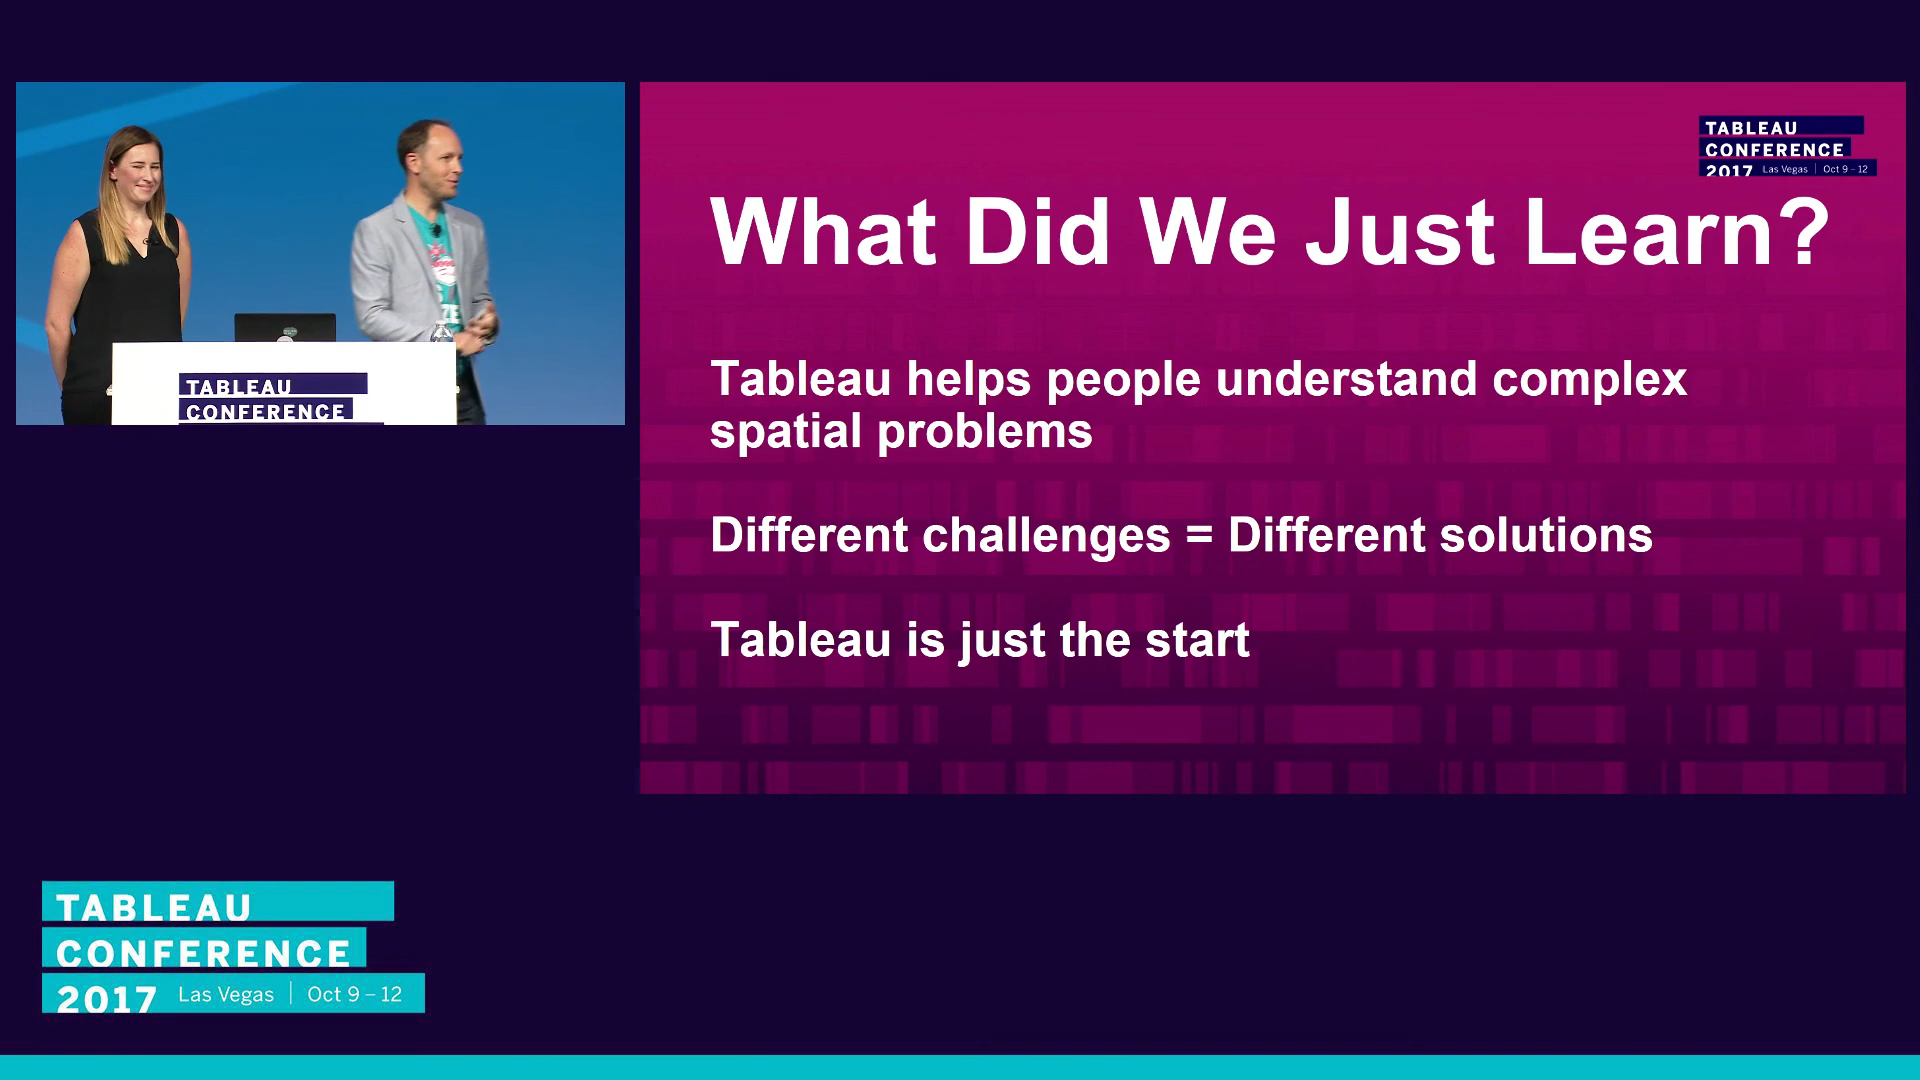 TABLEAU
CONFERENCE
2017 Las Vegas | Oct 9 – 12
What Did We Just Learn?
Tableau helps people understand complex
spatial problems
Different challenges = Different solutions
Tableau is just the start
TABLEAU
CONFERENCE
TABLEAU
CONFERENCE
2017 Las Vegas | Oct 9 – 12